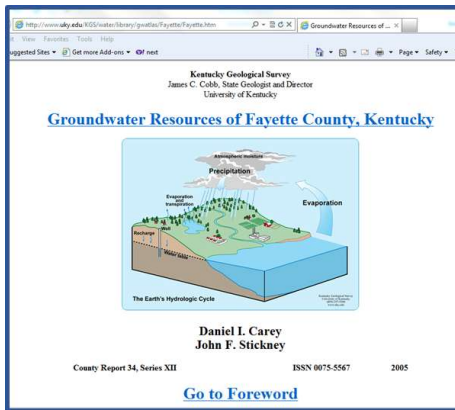 http://www.uky.edu/KGS/water/library/gwatlas/Fayette/Fayette.htm
Groundwater Resources of ...
View Favorites Tools Help
uggested Sites Get more Add-ons next
Page Safety
Kentucky Geological Survey
James C. Cobb, State Geologist and Director
University of Kentucky
Groundwater Resources of Fayette County, Kentucky
Atmospheric moisture
Precipitation
Evaporation and transpiration
Evaporation
Well
Recharge
Water table
The Earth's Hydrologic Cycle
Daniel I. Carey
John F. Stickney
County Report 34, Series XII ISSN 0075-5567 2005
Go to Foreword